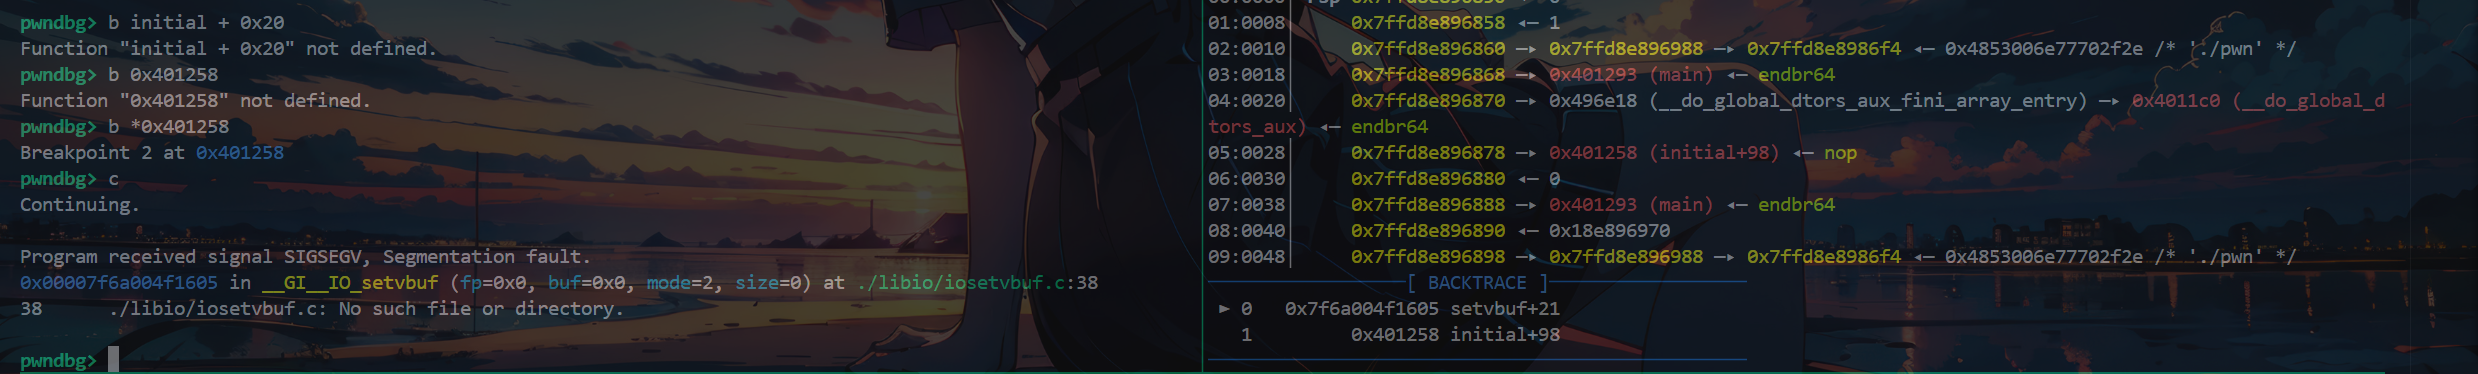 pwndbg> b initial + 0x20
Function "initial + 0x20" not defined.
pwndbg> b 0x401258
Function "0x401258" not defined.
pwndbg> b *0x401258
Breakpoint 2 at 0x401258
pwndbg> c
Continuing.
Program received signal SIGSEGV, Segmentation fault.
0x00007f6a004f1605 in __GI__IO_setvbuf (fp=0x0, buf=0x0, mode=2, size=0) at ./libio/iosetvbuf.c:38
38      ./libio/iosetvbuf.c: No such file or directory.
pwndbg>
01:0008│     0x7ffd8e896858 ◂— 1
02:0010│     0x7ffd8e896860 —▸ 0x7ffd8e896988 —▸ 0x7ffd8e8986f4 ◂— 0x4853006e77702f2e /* './pwn' */
03:0018│     0x7ffd8e896868 —▸ 0x401293 (main) ◂— endbr64
04:0020│     0x7ffd8e896870 —▸ 0x496e18 (__do_global_dtors_aux_fini_array_entry) —▸ 0x4011c0 (__do_global_d
tors_aux) ◂— endbr64
05:0028│     0x7ffd8e896878 —▸ 0x401258 (initial+98) ◂— nop
06:0030│     0x7ffd8e896880 ◂— 0
07:0038│     0x7ffd8e896888 —▸ 0x401293 (main) ◂— endbr64
08:0040│     0x7ffd8e896890 ◂— 0x18e896970
09:0048│     0x7ffd8e896898 —▸ 0x7ffd8e896988 —▸ 0x7ffd8e8986f4 ◂— 0x4853006e77702f2e /* './pwn' */
[ BACKTRACE ]
► 0   0x7f6a004f1605 setvbuf+21
1         0x401258 initial+98